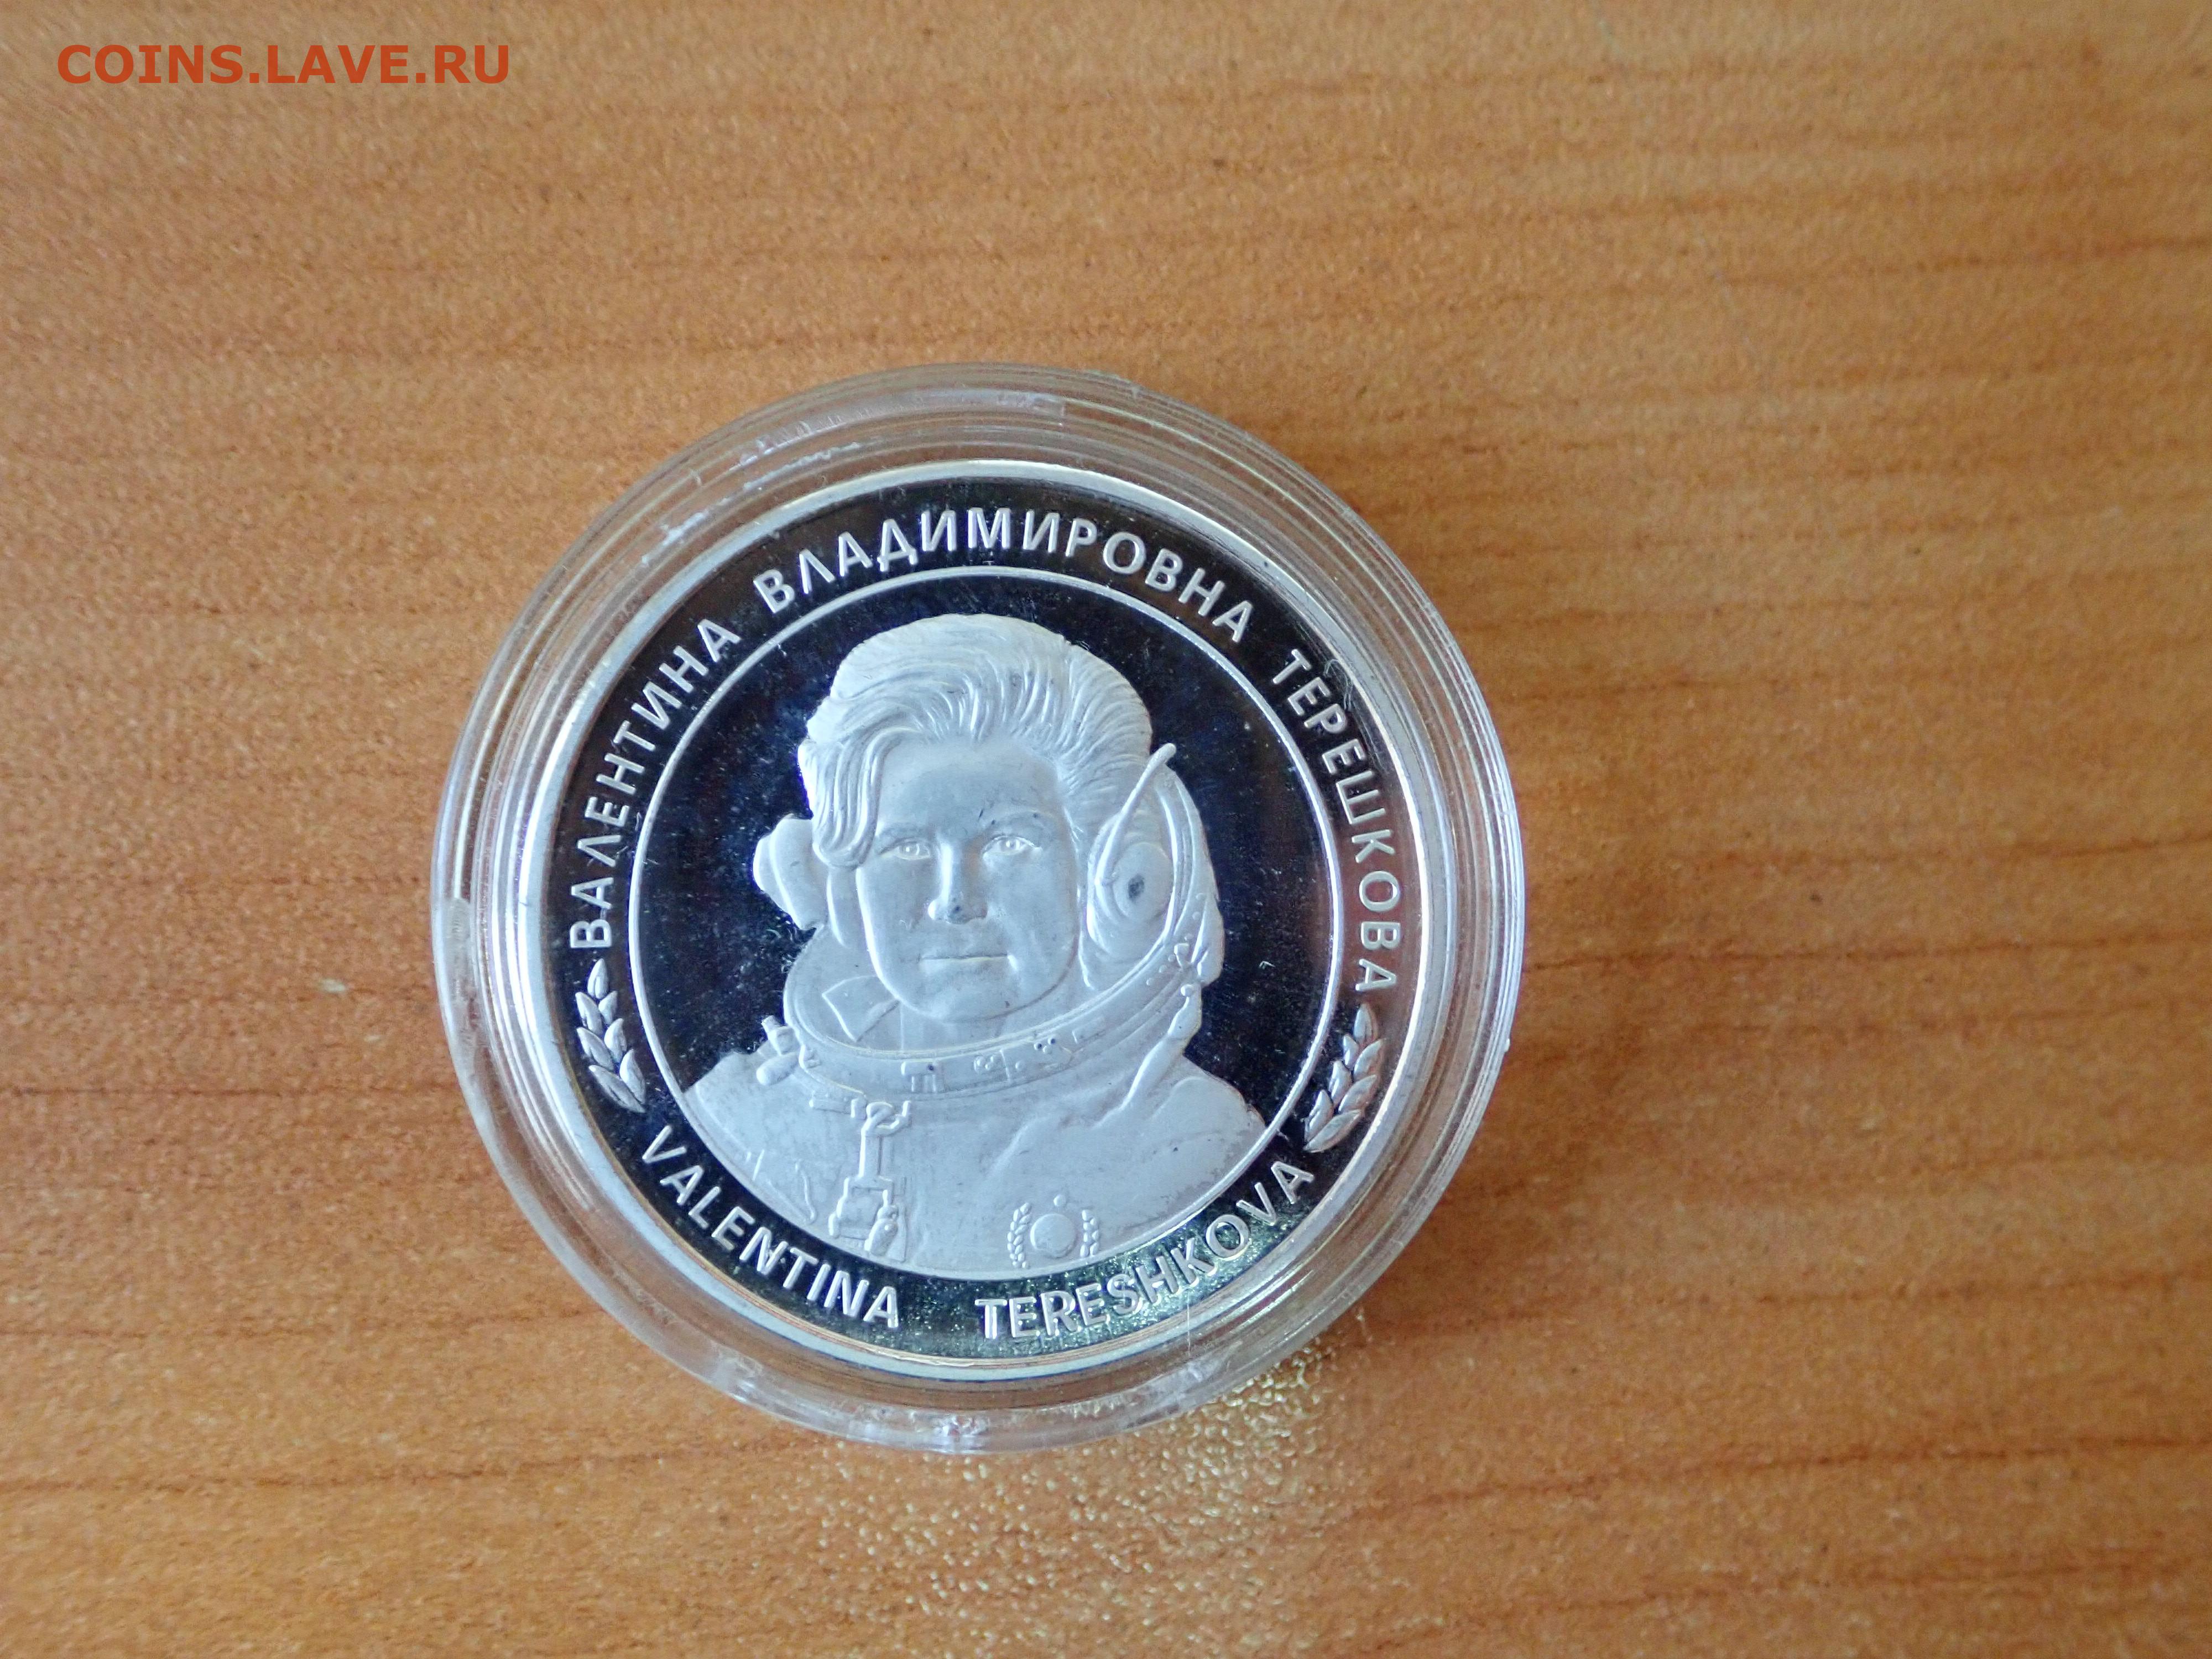 COINS.LAVE.RU
ВАЛЕНТИНА ВЛАДИМИРОВНА ТЕРЕШКОВА
VALENTINA TERESHKOVA